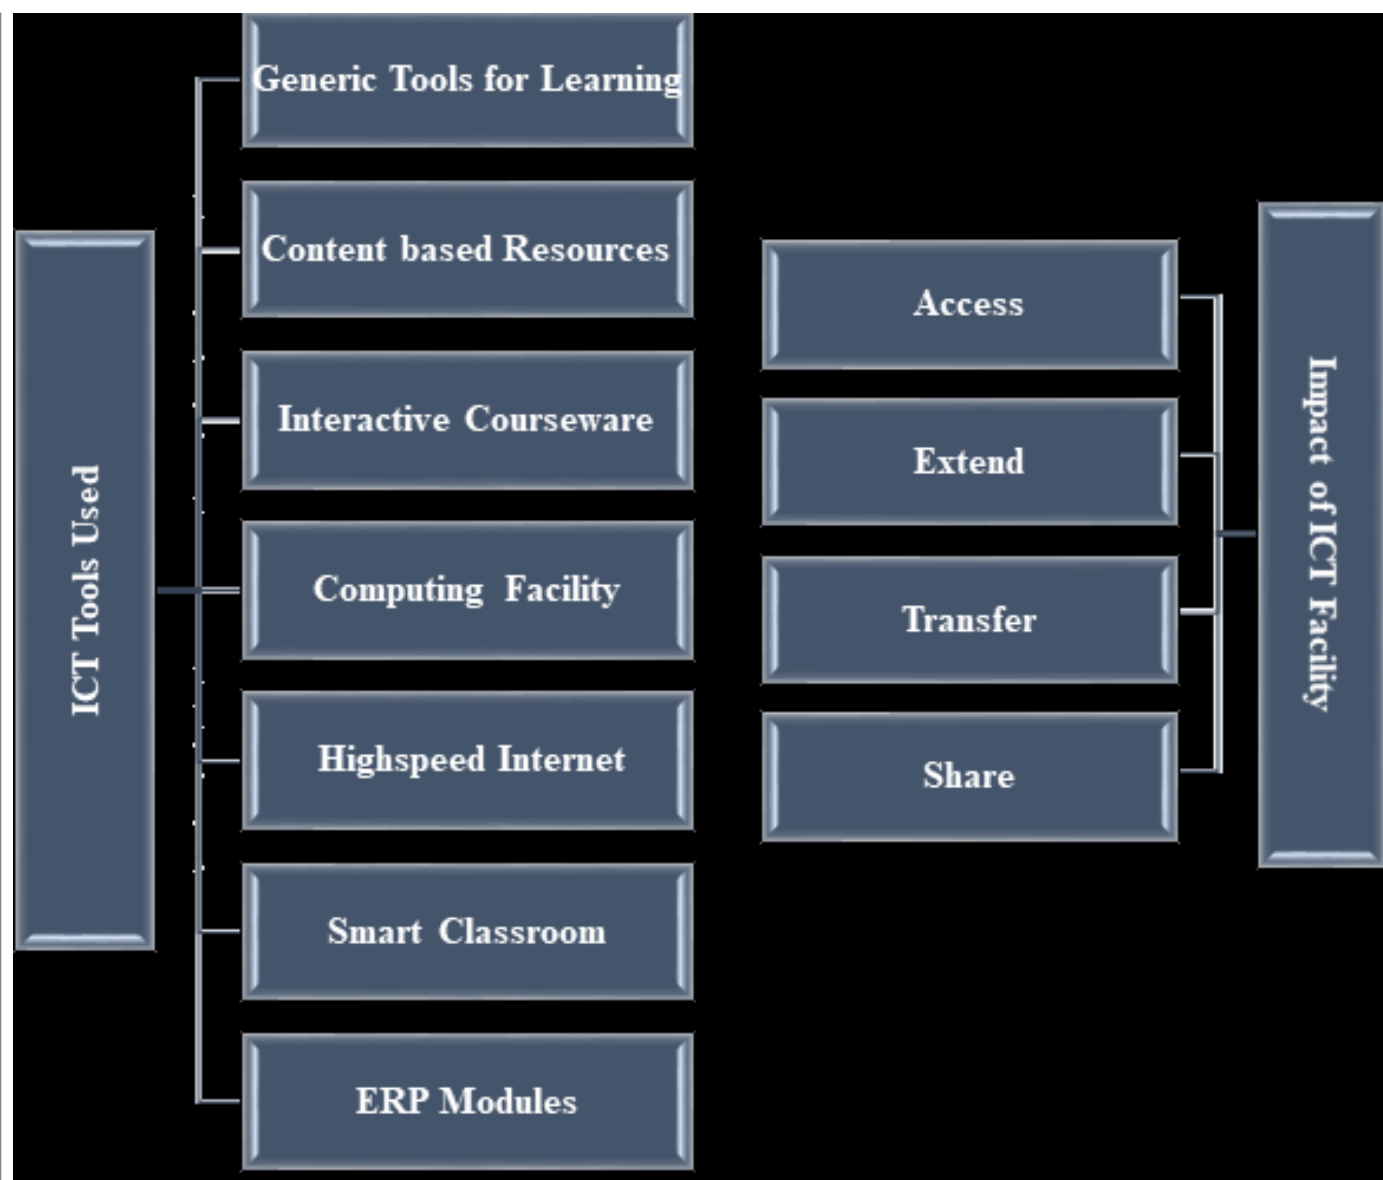 ICT Tools Used
Generic Tools for Learning
Content based Resources
Interactive Courseware
Computing Facility
Highspeed Internet
Smart Classroom
ERP Modules
Access
Extend
Transfer
Share
Impact of ICT Facility